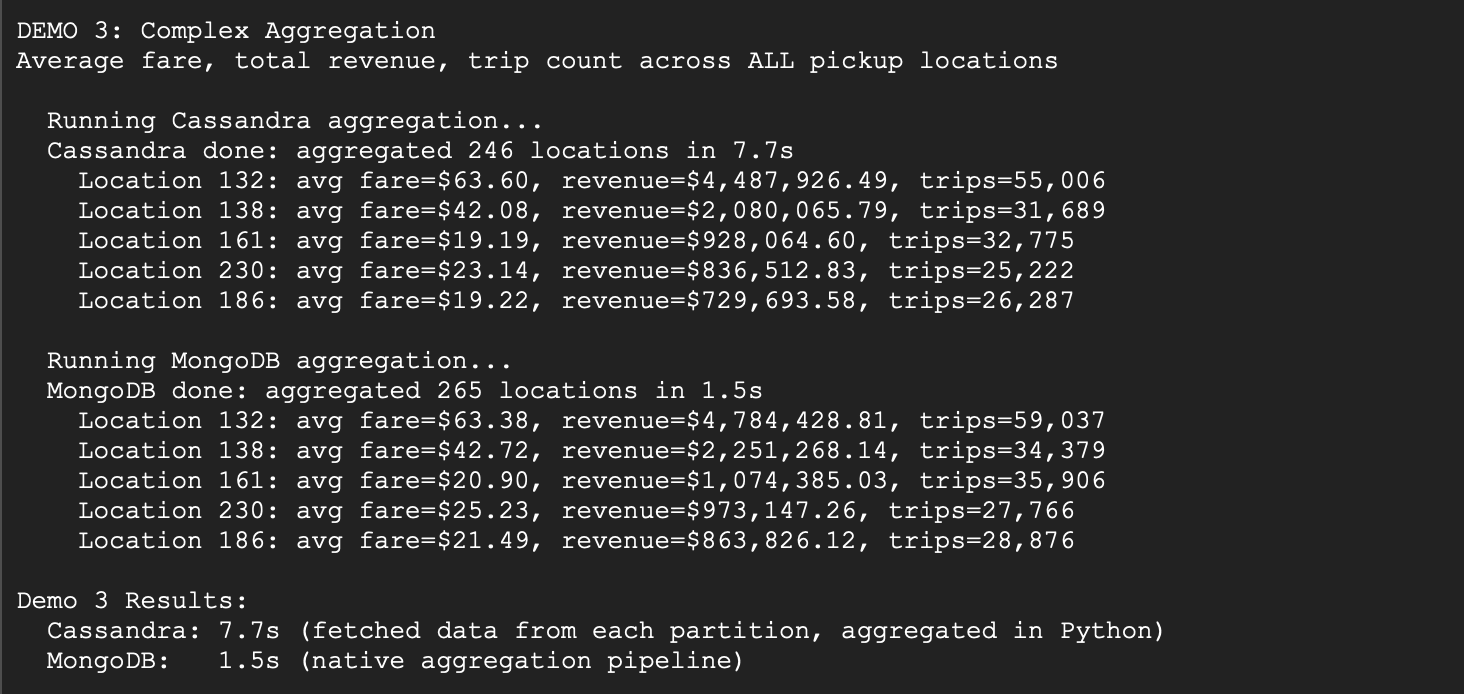 DEMO 3: Complex Aggregation
Average fare, total revenue, trip count across ALL pickup locations
Running Cassandra aggregation...
Cassandra done: aggregated 246 locations in 7.7s
Location 132: avg fare=$63.60, revenue=$4,487,926.49, trips=55,006
Location 138: avg fare=$42.08, revenue=$2,080,065.79, trips=31,689
Location 161: avg fare=$19.19, revenue=$928,064.60, trips=32,775
Location 230: avg fare=$23.14, revenue=$836,512.83, trips=25,222
Location 186: avg fare=$19.22, revenue=$729,693.58, trips=26,287
Running MongoDB aggregation...
MongoDB done: aggregated 265 locations in 1.5s
Location 132: avg fare=$63.38, revenue=$4,784,428.81, trips=59,037
Location 138: avg fare=$42.72, revenue=$2,251,268.14, trips=34,379
Location 161: avg fare=$20.90, revenue=$1,074,385.03, trips=35,906
Location 230: avg fare=$25.23, revenue=$973,147.26, trips=27,766
Location 186: avg fare=$21.49, revenue=$863,826.12, trips=28,876
Demo 3 Results:
Cassandra: 7.7s (fetched data from each partition, aggregated in Python)
MongoDB:   1.5s (native aggregation pipeline)